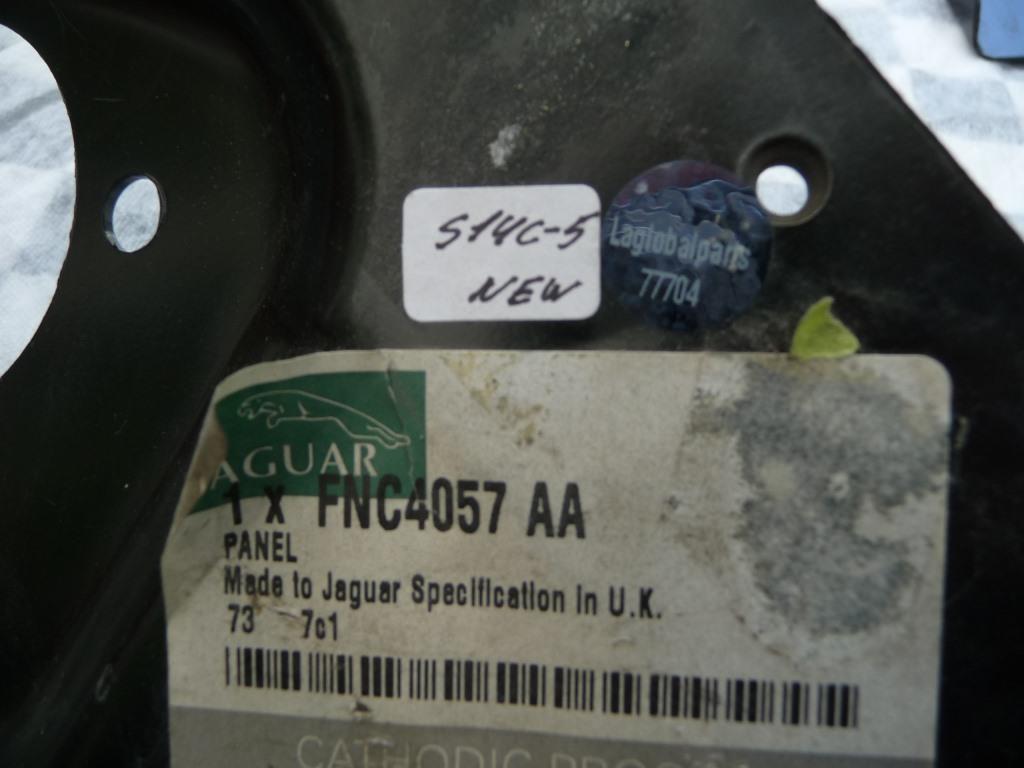 S14C-5
NEW
Laglobalparts
77704
JAGUAR
1 X FNC4057 AA
PANEL
Made to Jaguar Specification in U.K.
73 7c1
CATHODIC